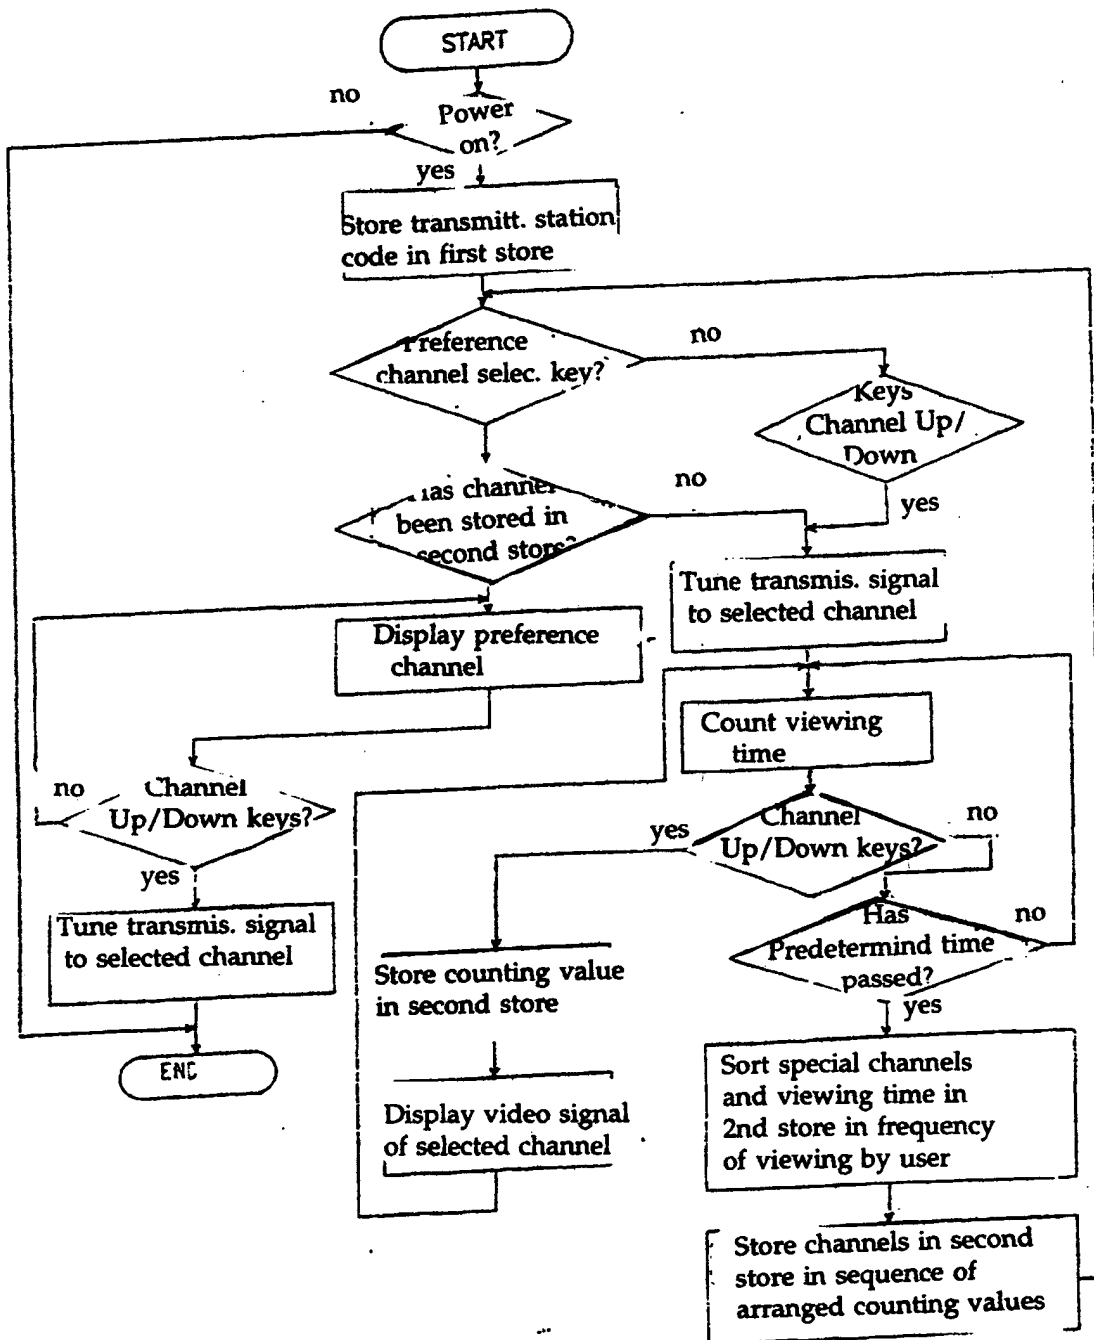 START
no
Power
on?
yes
Store transmitt. station
code in first store
Preference
channel selec. key?
no
Keys
Channel Up/
Down
yes
has channel
been stored in
second store?
no
Tune transmis. signal
to selected channel
Display preference
channel
Count viewing
time
no
Channel
Up/Down keys?
yes
yes
Channel
Up/Down keys?
no
Tune transmis. signal
to selected channel
Has
Predetermind time
passed?
no
yes
Store counting value
in second store
END
Display video signal
of selected channel
Sort special channels
and viewing time in
2nd store in frequency
of viewing by user
Store channels in second
store in sequence of
arranged counting values